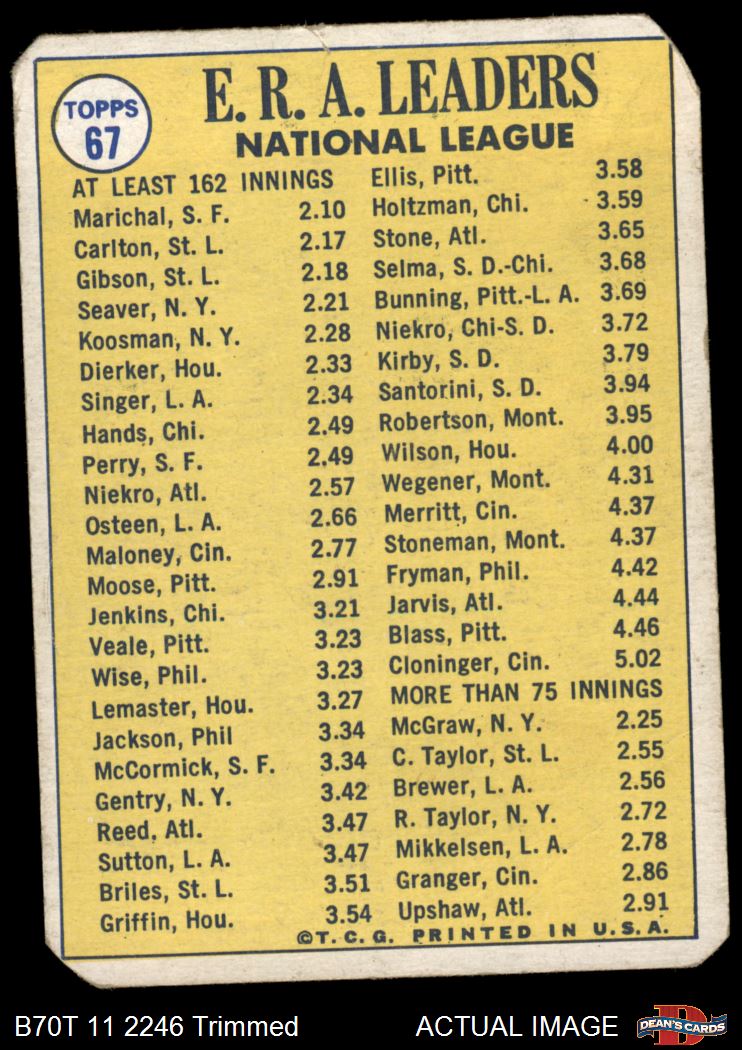 TOPPS
67
E. R. A. LEADERS
NATIONAL LEAGUE
AT LEAST 162 INNINGS
Marichal, S. F. 2.10
Carlton, St. L. 2.17
Gibson, St. L. 2.18
Seaver, N. Y. 2.21
Koosman, N. Y. 2.28
Dierker, Hou. 2.33
Singer, L. A. 2.34
Hands, Chi. 2.49
Perry, S. F. 2.49
Niekro, Atl. 2.57
Osteen, L. A. 2.66
Maloney, Cin. 2.77
Moose, Pitt. 2.91
Jenkins, Chi. 3.21
Veale, Pitt. 3.23
Wise, Phil. 3.23
Lemaster, Hou. 3.27
Jackson, Phil 3.34
McCormick, S. F. 3.34
Gentry, N. Y. 3.42
Reed, Atl. 3.47
Sutton, L. A. 3.47
Briles, St. L. 3.51
Griffin, Hou. 3.54
Ellis, Pitt. 3.58
Holtzman, Chi. 3.59
Stone, Atl. 3.65
Selma, S. D.-Chi. 3.68
Bunning, Pitt.-L. A. 3.69
Niekro, Chi-S. D. 3.72
Kirby, S. D. 3.79
Santorini, S. D. 3.94
Robertson, Mont. 3.95
Wilson, Hou. 4.00
Wegener, Mont. 4.31
Merritt, Cin. 4.37
Stoneman, Mont. 4.37
Fryman, Phil. 4.42
Jarvis, Atl. 4.44
Blass, Pitt. 4.46
Cloninger, Cin. 5.02
MORE THAN 75 INNINGS
McGraw, N. Y. 2.25
C. Taylor, St. L. 2.55
Brewer, L. A. 2.56
R. Taylor, N. Y. 2.72
Mikkelsen, L. A. 2.78
Granger, Cin. 2.86
Upshaw, Atl. 2.91
©T. C. G. PRINTED IN U. S. A.
B70T 11 2246 Trimmed
ACTUAL IMAGE
D
DEAN'S CARDS